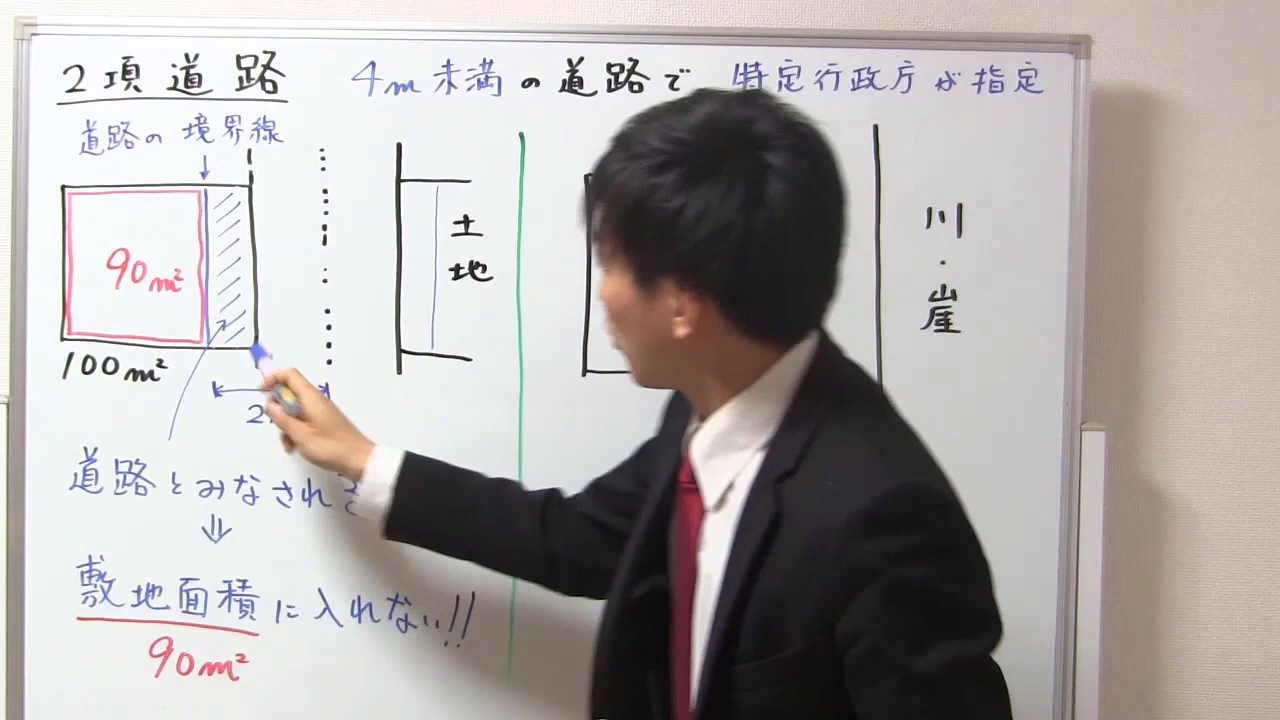 2項道路 4m未満の道路で 特定行政庁が指定
道路の境界線
90m²
100m²
2
土地
川・崖
道路とみなされ
⇓
敷地面積に入れない!!
90m²